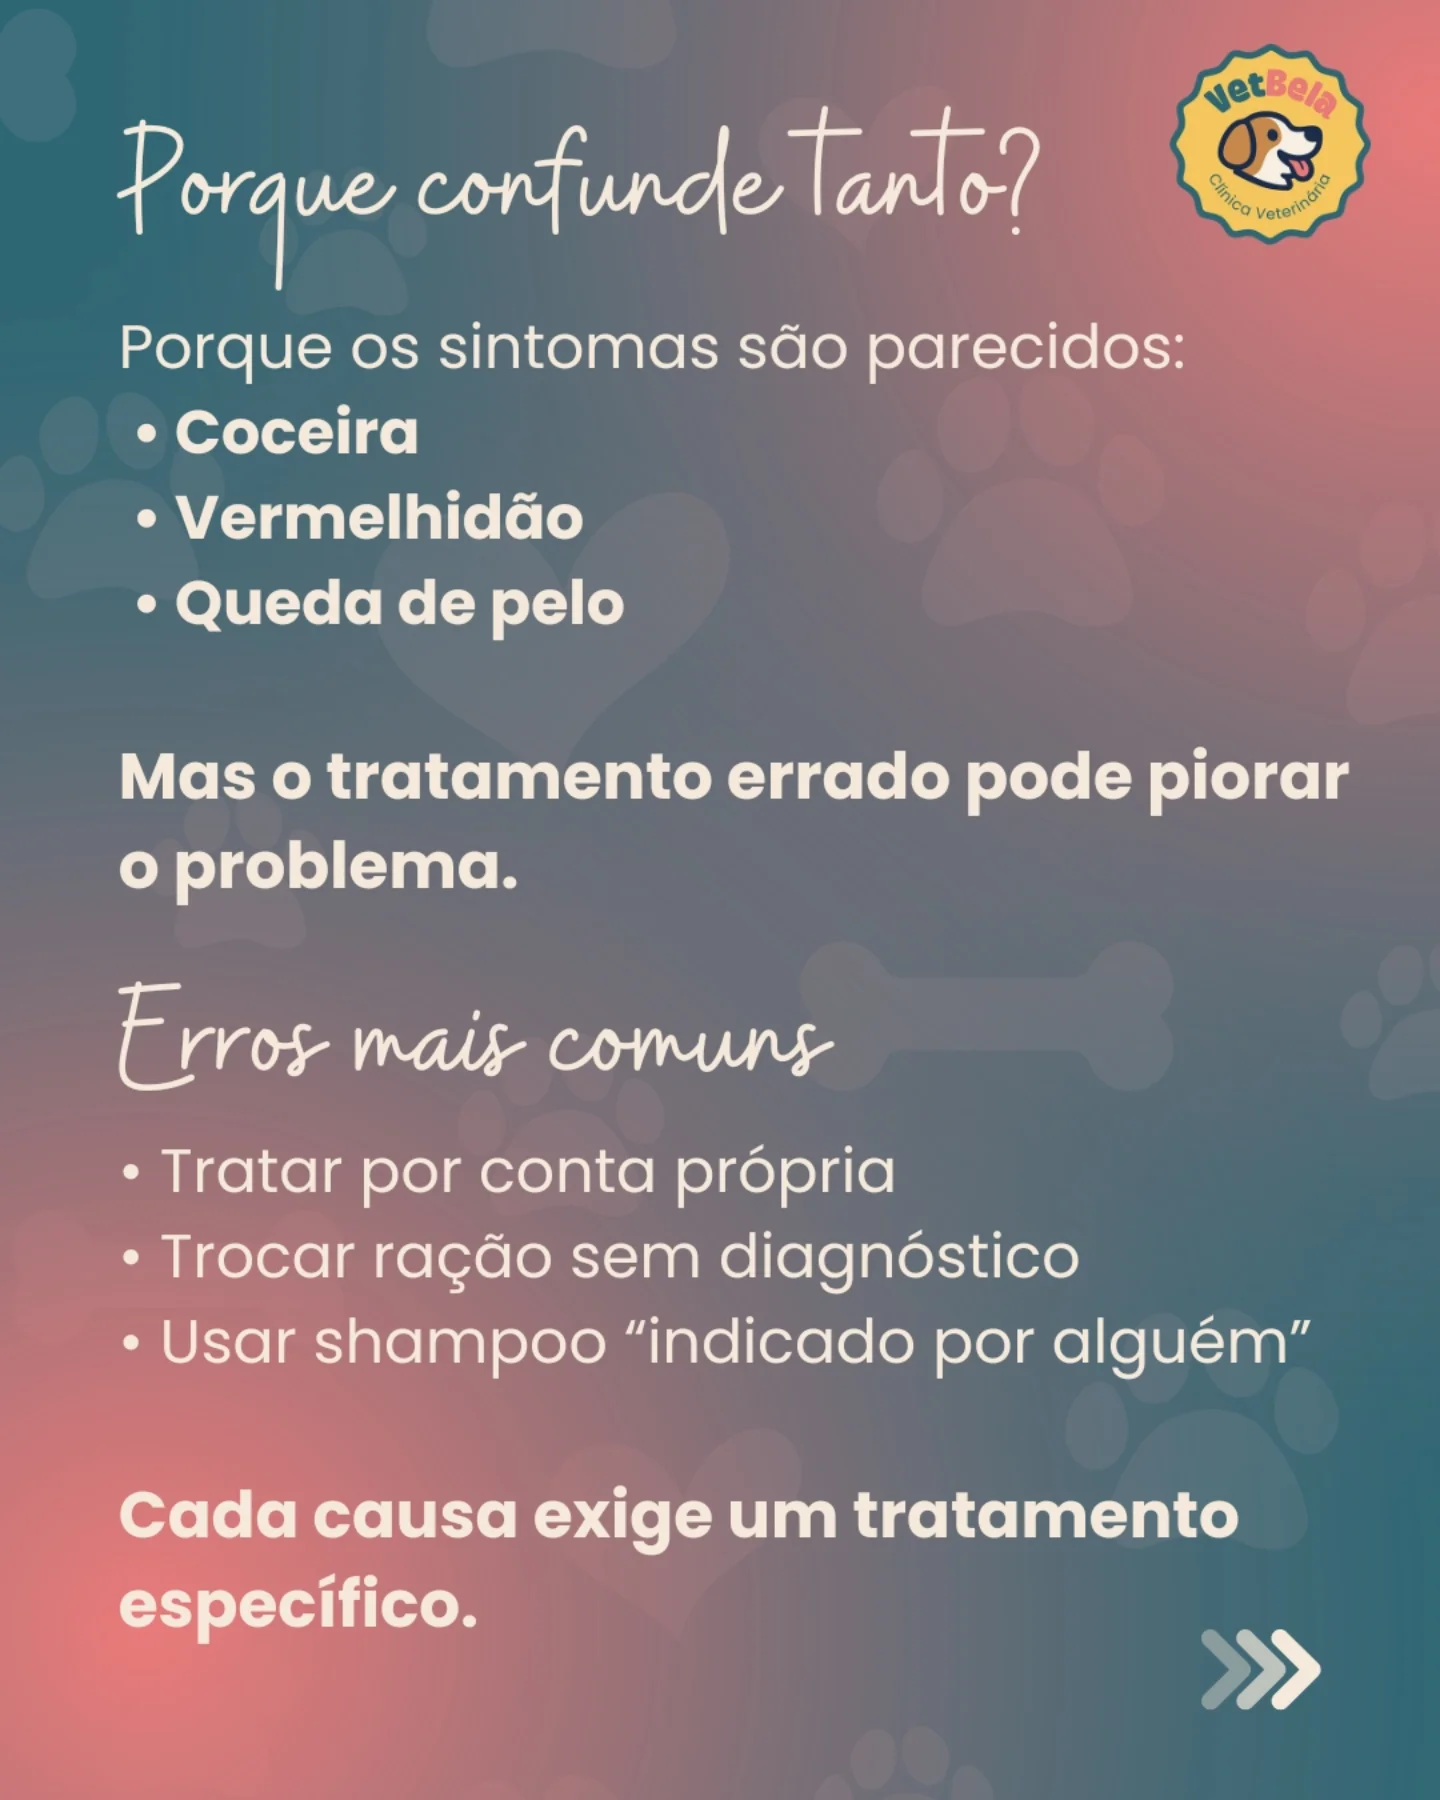 VetBela
Clínica Veterinária
Porque confunde tanto?
Porque os sintomas são parecidos:
• Coceira
• Vermelhidão
• Queda de pelo
Mas o tratamento errado pode piorar
o problema.
Erros mais comuns
• Tratar por conta própria
• Trocar ração sem diagnóstico
• Usar shampoo “indicado por alguém”
Cada causa exige um tratamento
específico.